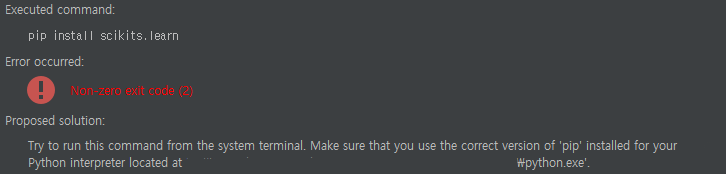 Executed command:
pip install scikits.learn
Error occurred:
Non-zero exit code (2)
Proposed solution:
Try to run this command from the system terminal. Make sure that you use the correct version of 'pip' installed for your
Python interpreter located at ₩python.exe'.